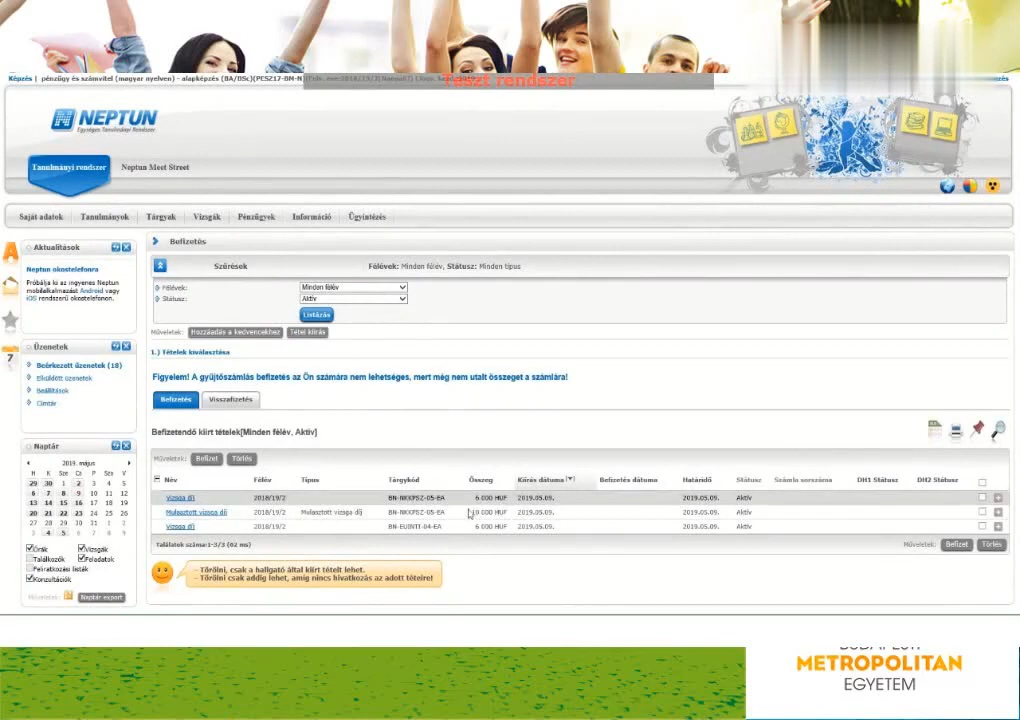 Képzés | pénzügy és számvitel (magyar nyelven) - alapképzés (BA/BSc)(PCSZ17-BM-N
Teszt rendszer
NEPTUN
Egységes Tanulmányi Rendszer
Tanulmányi rendszer
Neptun Meet Street
Saját adatok Tanulmányok Tárgyak Vizsgák Pénzügyek Információ Ügyintézés
Aktualitások
Neptun okostelefonra
Próbálja ki az ingyenes Neptun
mobilalkalmazást Android vagy
iOS rendszerű okostelefonon.
7
Üzenetek
Beérkezett üzenetek (18)
Elküldött üzenetek
Beállítások
Címtár
Naptár
2019. május
H K Sze Cs P Szo V
29 30 1 2 3 4 5
6 7 8 9 10 11 12
13 14 15 16 17 18 19
20 21 22 23 24 25 26
27 28 29 30 31 1 2
3 4 5 6 7 8 9
Órák Vizsgák
Találkozók Feladatok
Feliratkozási listák
Konzultációk
Műveletek: Naptár export
Befizetés
Szűrések Félévek: Minden félév, Státusz: Minden típus
Félévek: Minden félév
Státusz: Aktív
Listázás
Műveletek: Hozzáadás a kedvencekhez Tétel kiírás
1.) Tételek kiválasztása
Figyelem! A gyűjtőszámlás befizetés az Ön számára nem lehetséges, mert még nem utalt összeget a számlára!
Befizetés Visszafizetés
Befizetendő kiírt tételek[Minden félév, Aktív]
Műveletek: Befizet Törlés
Név Félév Típus Tárgykód Összeg Kiírás dátuma Befizetés dátuma Határidő Státusz Számla sorszáma DH1 Státusz DH2 Státusz
Vizsga díj 2018/19/2 BN-NKKPSZ-05-EA 6 000 HUF 2019.05.09. 2019.05.09. Aktív
Mulasztott vizsga díj 2018/19/2 Mulasztott vizsga díj BN-NKKPSZ-05-EA 2019.05.09. 2019.05.09. Aktív
Vizsga díj 2018/19/2 BN-EUINTI-04-EA 6 000 HUF 2019.05.09. 2019.05.09. Aktív
Találatok száma:1-3/3 (62 ms)
Műveletek: Befizet Törlés
- Törölni, csak a hallgató által kiírt tételt lehet.
- Törölni csak addig lehet, amíg nincs hivatkozás az adott tételre!
METROPOLITAN
EGYETEM